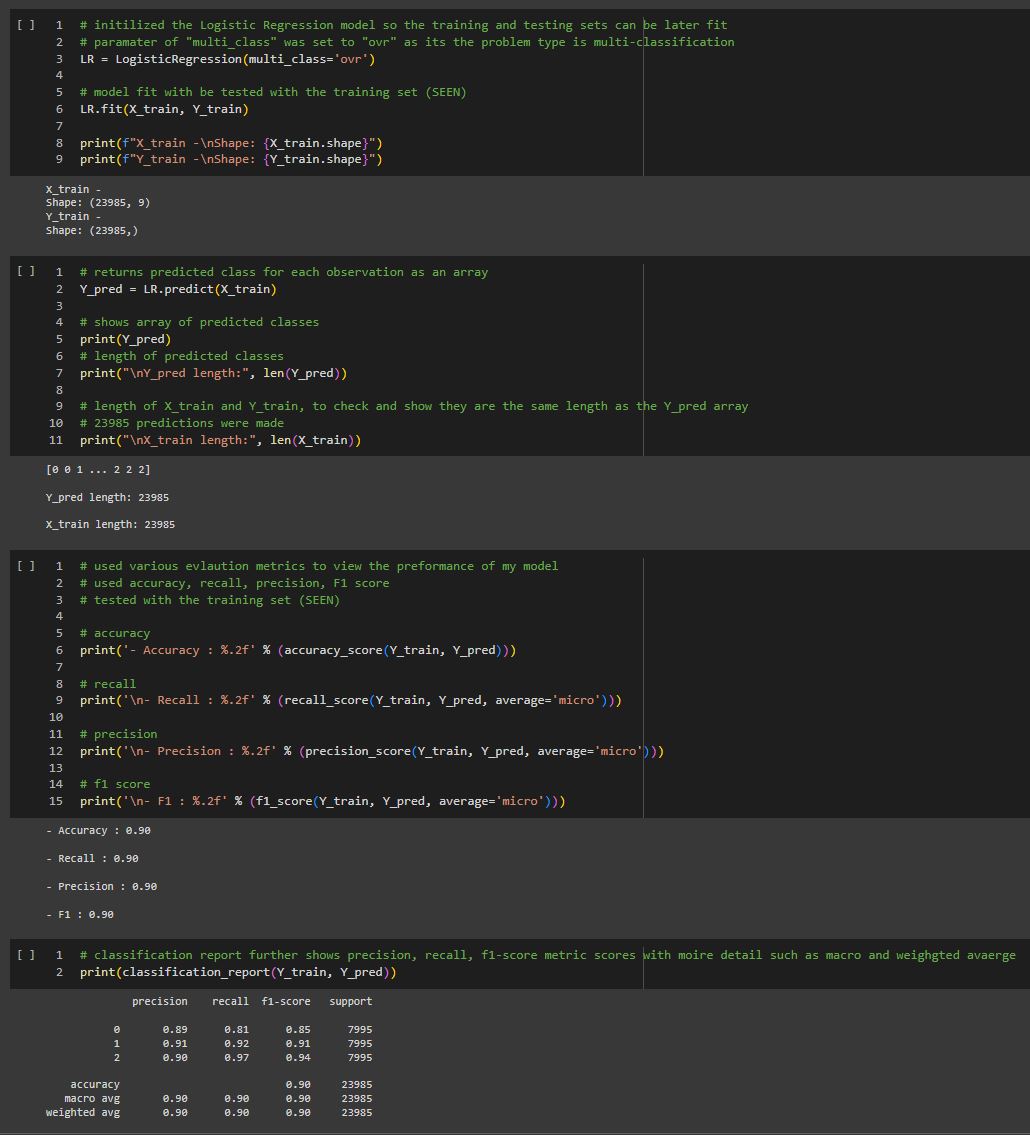 [ ] 1 # initilized the Logistic Regression model so the training and testing sets can be later fit
2 # paramater of "multi_class" was set to "ovr" as its the problem type is multi-classification
3 LR = LogisticRegression(multi_class='ovr')
4
5 # model fit with be tested with the training set (SEEN)
6 LR.fit(X_train, Y_train)
7
8 print(f"X_train -\nShape: {X_train.shape}")
9 print(f"Y_train -\nShape: {Y_train.shape}")
X_train -
Shape: (23985, 9)
Y_train -
Shape: (23985,)
[ ] 1 # returns predicted class for each observation as an array
2 Y_pred = LR.predict(X_train)
3
4 # shows array of predicted classes
5 print(Y_pred)
6 # length of predicted classes
7 print("\nY_pred length:", len(Y_pred))
8
9 # length of X_train and Y_train, to check and show they are the same length as the Y_pred array
10 # 23985 predictions were made
11 print("\nX_train length:", len(X_train))
[0 0 1 ... 2 2 2]
Y_pred length: 23985
X_train length: 23985
[ ] 1 # used various evlaution metrics to view the preformance of my model
2 # used accuracy, recall, precision, F1 score
3 # tested with the training set (SEEN)
4
5 # accuracy
6 print('- Accuracy : %.2f' % (accuracy_score(Y_train, Y_pred)))
7
8 # recall
9 print('\n- Recall : %.2f' % (recall_score(Y_train, Y_pred, average='micro')))
10
11 # precision
12 print('\n- Precision : %.2f' % (precision_score(Y_train, Y_pred, average='micro')))
13
14 # f1 score
15 print('\n- F1 : %.2f' % (f1_score(Y_train, Y_pred, average='micro')))
- Accuracy : 0.90
- Recall : 0.90
- Precision : 0.90
- F1 : 0.90
[ ] 1 # classification report further shows precision, recall, f1-score metric scores with moire detail such as macro and weighgted avaerge
2 print(classification_report(Y_train, Y_pred))
precision recall f1-score support
0 0.89 0.81 0.85 7995
1 0.91 0.92 0.91 7995
2 0.90 0.97 0.94 7995
accuracy 0.90 23985
macro avg 0.90 0.90 0.90 23985
weighted avg 0.90 0.90 0.90 23985